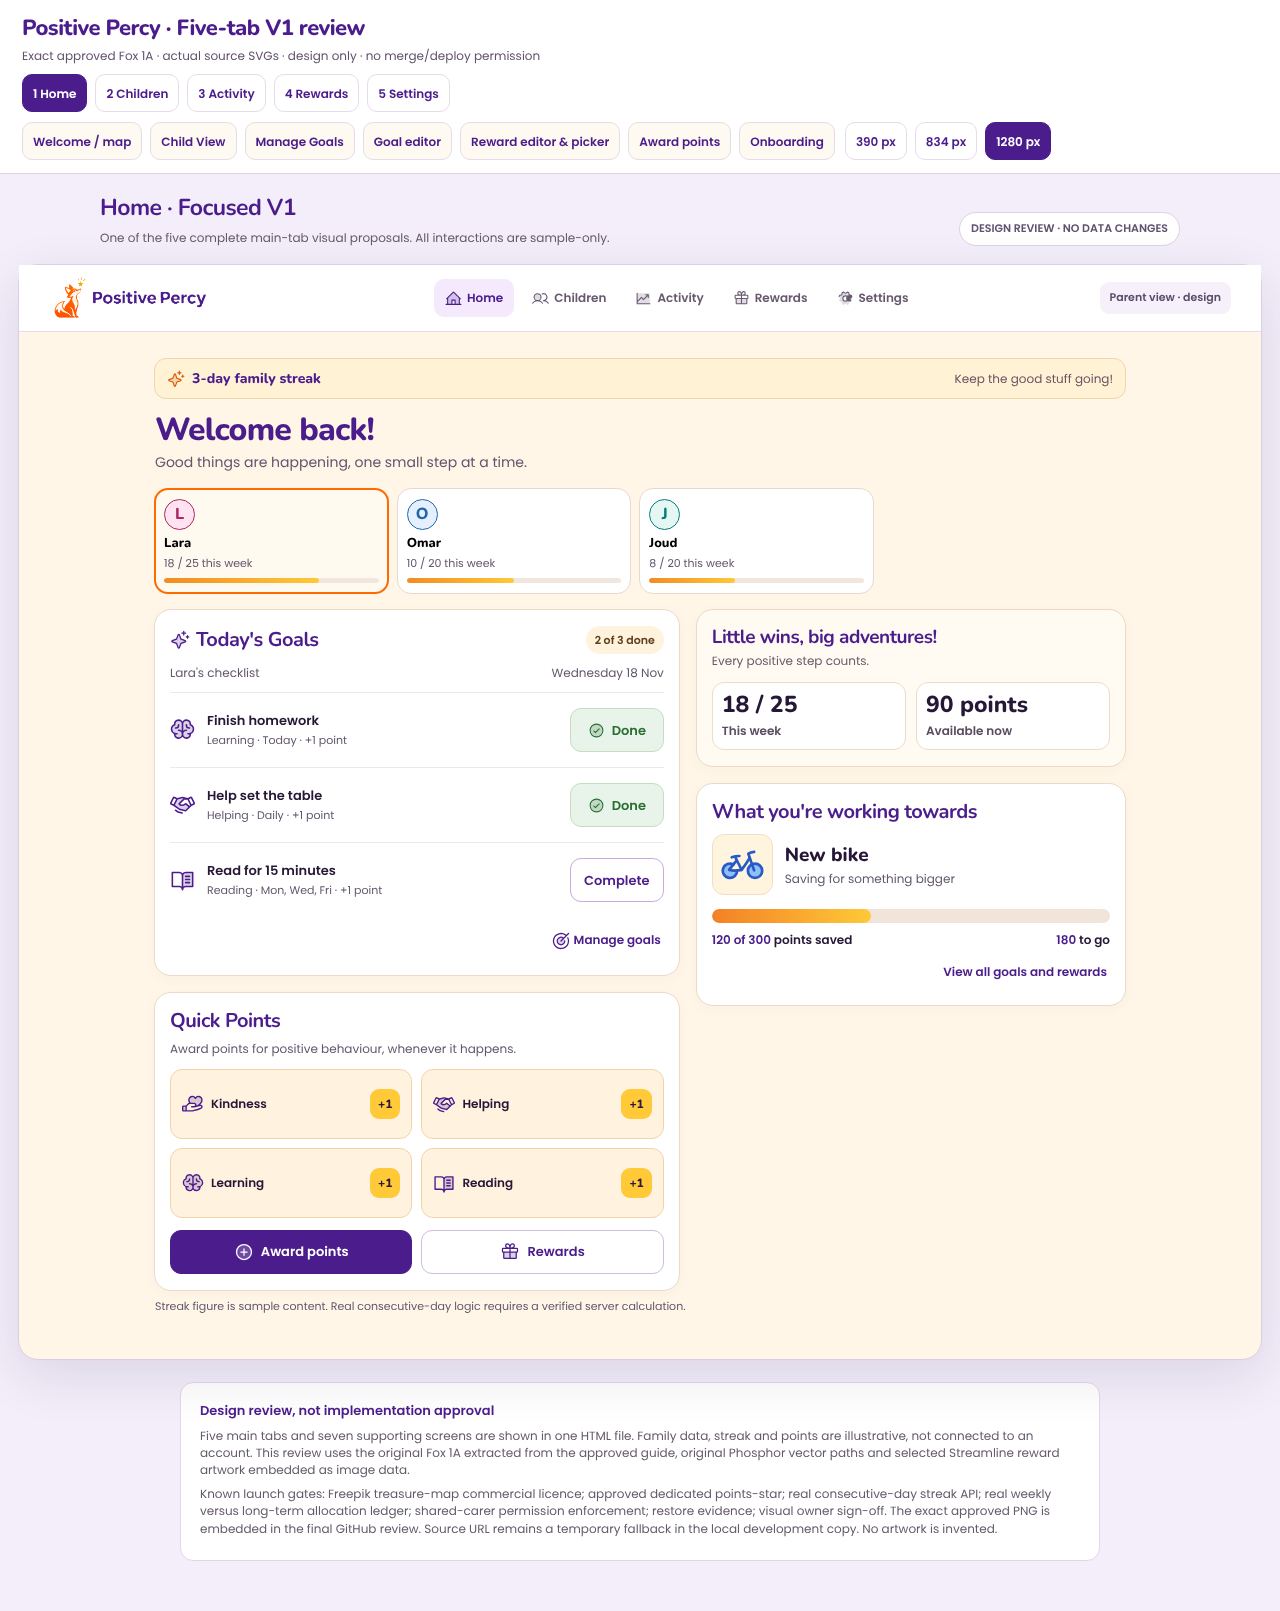 Positive Percy · Five-tab V1 review
Exact approved Fox 1A · actual source SVGs · design only · no merge/deploy permission
1 Home
2 Children
3 Activity
4 Rewards
5 Settings
Welcome / map
Child View
Manage Goals
Goal editor
Reward editor & picker
Award points
Onboarding
390 px
834 px
1280 px
Home · Focused V1
One of the five complete main-tab visual proposals. All interactions are sample-only.
DESIGN REVIEW · NO DATA CHANGES
Positive Percy
Home
Children
Activity
Rewards
Settings
Parent view · design
3-day family streak
Keep the good stuff going!
Welcome back!
Good things are happening, one small step at a time.
L
Lara
18 / 25 this week
O
Omar
10 / 20 this week
J
Joud
8 / 20 this week
Today's Goals
2 of 3 done
Lara's checklist
Wednesday 18 Nov
Finish homework
Learning · Today · +1 point
Done
Help set the table
Helping · Daily · +1 point
Done
Read for 15 minutes
Reading · Mon, Wed, Fri · +1 point
Complete
Manage goals
Little wins, big adventures!
Every positive step counts.
18 / 25
This week
90 points
Available now
What you're working towards
New bike
Saving for something bigger
120 of 300 points saved
180 to go
View all goals and rewards
Quick Points
Award points for positive behaviour, whenever it happens.
Kindness
+1
Helping
+1
Learning
+1
Reading
+1
Award points
Rewards
Streak figure is sample content. Real consecutive-day logic requires a verified server calculation.
Design review, not implementation approval
Five main tabs and seven supporting screens are shown in one HTML file. Family data, streak and points are illustrative, not connected to an
account. This review uses the original Fox 1A extracted from the approved guide, original Phosphor vector paths and selected Streamline reward
artwork embedded as image data.
Known launch gates: Freepik treasure-map commercial licence; approved dedicated points-star; real consecutive-day streak API; real weekly
versus long-term allocation ledger; shared-carer permission enforcement; restore evidence; visual owner sign-off. The exact approved PNG is
embedded in the final GitHub review. Source URL remains a temporary fallback in the local development copy. No artwork is invented.